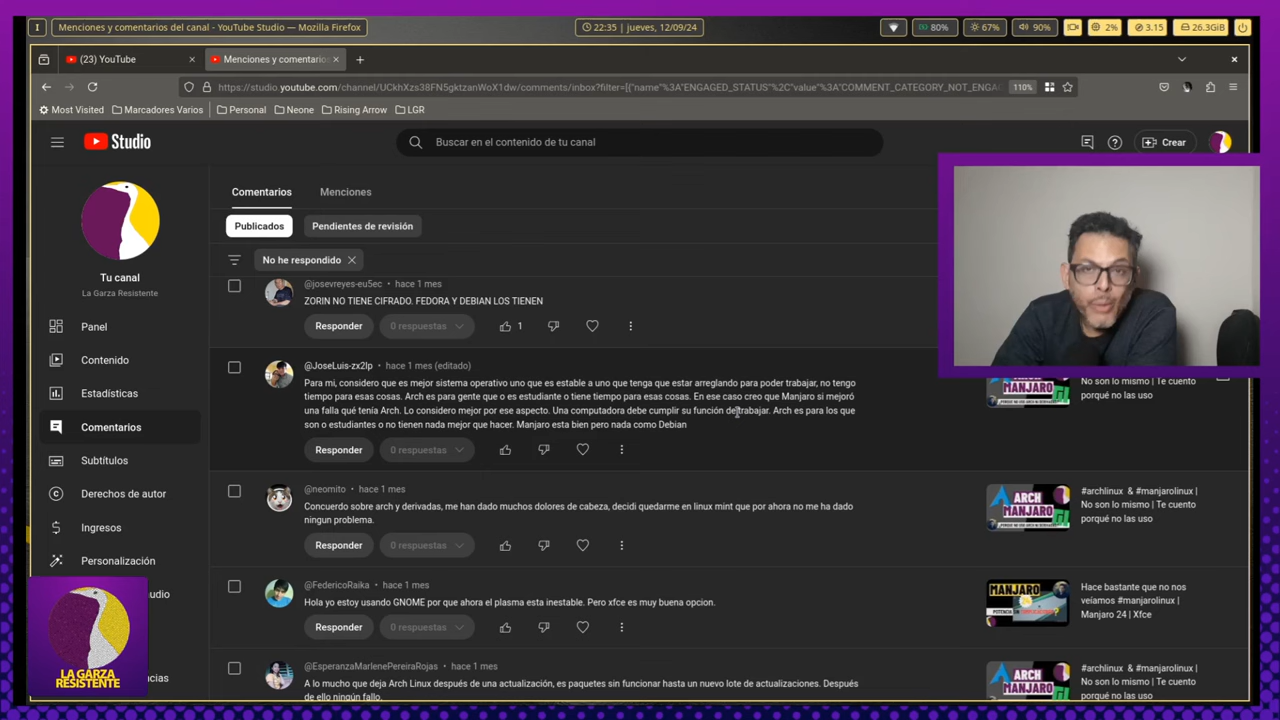 I
Menciones y comentarios del canal - YouTube Studio — Mozilla Firefox
22:35 | jueves, 12/09/24
80%
67%
90%
2%
3.15
26.3GiB
(23) YouTube
Menciones y comentario
https://studio.youtube.com/channel/UCkhXzs38FN5gktzanWoX1dw/comments/inbox?filter=[{"name"%3A"ENGAGED_STATUS"%2C"value"%3A"COMMENT_CATEGORY_NOT_ENGA
110%
Most Visited
Marcadores Varios
Personal
Neone
Rising Arrow
LGR
Studio
Buscar en el contenido de tu canal
Crear
Tu canal
La Garza Resistente
Panel
Contenido
Estadísticas
Comentarios
Subtítulos
Derechos de autor
Ingresos
Personalización
LA GARZA
RESISTENTE
Comentarios
Menciones
Publicados
Pendientes de revisión
No he respondido
@josevreyes-eu5ec • hace 1 mes
ZORIN NO TIENE CIFRADO. FEDORA Y DEBIAN LOS TIENEN
Responder
0 respuestas
1
@JoseLuis-zx2lp • hace 1 mes (editado)
Para mi, considero que es mejor sistema operativo uno que es estable a uno que tenga que estar arreglando para poder trabajar, no tengo
tiempo para esas cosas. Arch es para gente que o es estudiante o tiene tiempo para esas cosas. En ese caso creo que Manjaro si mejoró
una falla qué tenía Arch. Lo considero mejor por ese aspecto. Una computadora debe cumplir su función de trabajar. Arch es para los que
son o estudiantes o no tienen nada mejor que hacer. Manjaro esta bien pero nada como Debian
Responder
0 respuestas
ARCH
MANJARO
No son lo mismo | Te cuento
porqué no las uso
@neomito • hace 1 mes
Concuerdo sobre arch y derivadas, me han dado muchos dolores de cabeza, decidi quedarme en linux mint que por ahora no me ha dado
ningun problema.
Responder
0 respuestas
ARCH
MANJARO
#archlinux & #manjarolinux |
No son lo mismo | Te cuento
porqué no las uso
@FedericoRaika • hace 1 mes
Hola yo estoy usando GNOME por que ahora el plasma esta inestable. Pero xfce es muy buena opcion.
Responder
0 respuestas
MANJARO
Hace bastante que no nos
veíamos #manjarolinux |
Manjaro 24 | Xfce
@EsperanzaMarlenePereiraRojas • hace 1 mes
A lo mucho que deja Arch Linux después de una actualización, es paquetes sin funcionar hasta un nuevo lote de actualizaciones. Después
de ello ningún fallo.
ARCH
MANJARO
#archlinux & #manjarolinux |
No son lo mismo | Te cuento
porqué no las uso